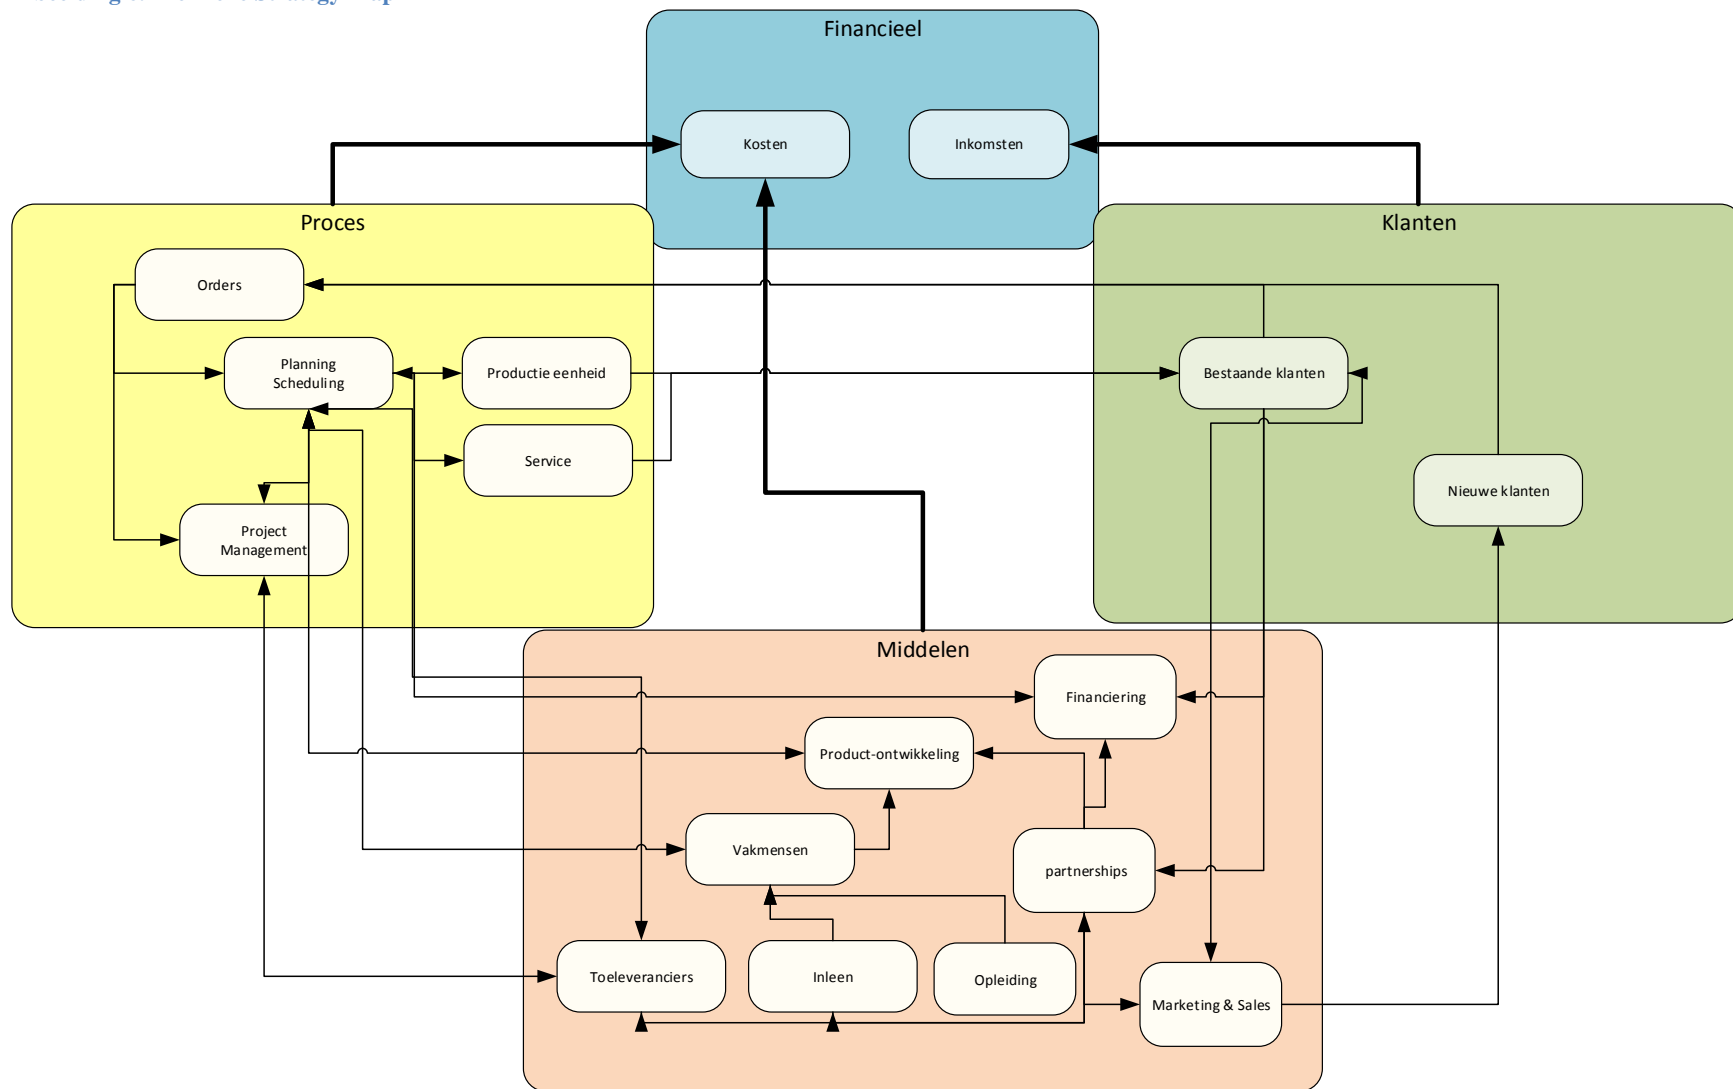 Financieel
Kosten
Inkomsten
Proces
Klanten
Orders
Planning
Scheduling
Productie eenheid
Bestaande klanten
Service
Nieuwe klanten
Project
Management
Middelen
Financiering
Product-ontwikkeling
Vakmensen
partnerships
Toeleveranciers
Inleen
Opleiding
Marketing & Sales